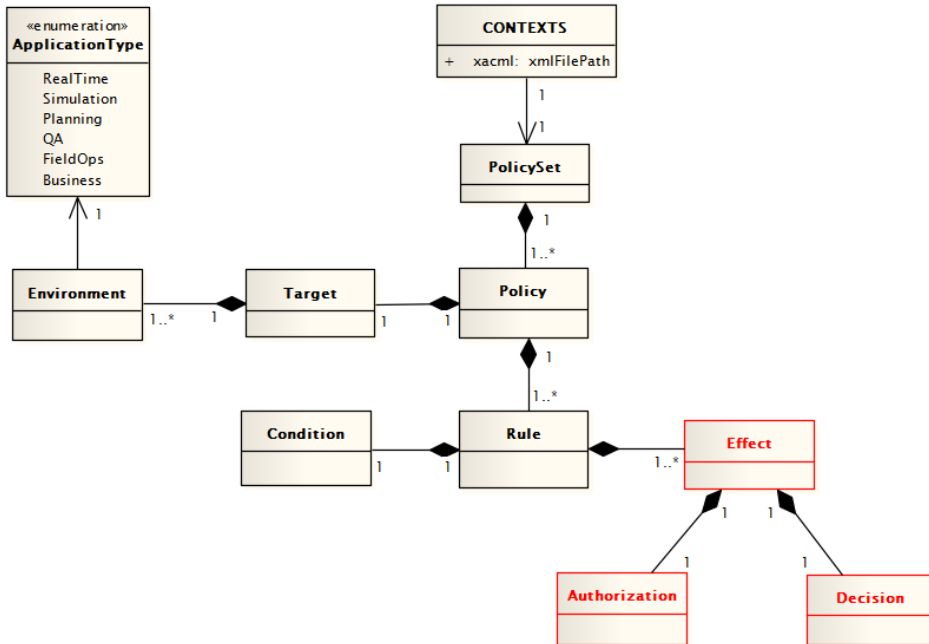 «enumeration»
ApplicationType
RealTime
Simulation
Planning
QA
FieldOps
Business
1
CONTEXTS
+ xacml: xmlFilePath
1
1
PolicySet
1
1..*
Environment
1..*
1
Target
1
1
Policy
1
1..*
Condition
1
1
Rule
1..*
Effect
1
1
1
1
Authorization
Decision